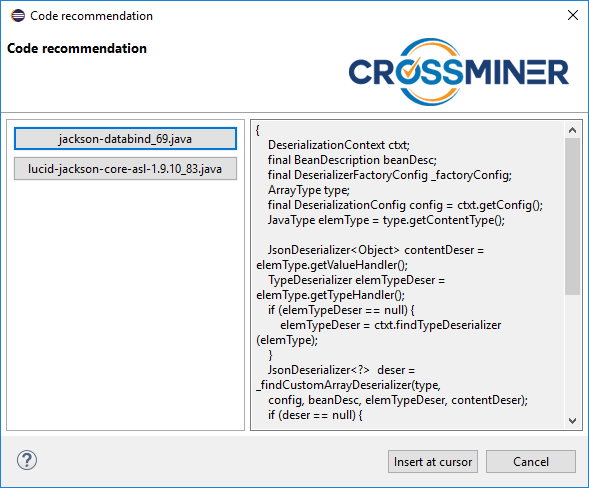 Code recommendation
Code recommendation
CROSSMINER
jackson-databind_69.java
lucid-jackson-core-asl-1.9.10_83.java
{
DeserializationContext ctxt;
final BeanDescription beanDesc;
final DeserializerFactoryConfig _factoryConfig;
ArrayType type;
final DeserializationConfig config = ctxt.getConfig();
JavaType elemType = type.getContentType();
JsonDeserializer<Object> contentDeser =
elemType.getValueHandler();
TypeDeserializer elemTypeDeser =
elemType.getTypeHandler();
if (elemTypeDeser == null) {
elemTypeDeser = ctxt.findTypeDeserializer
(elemType);
}
JsonDeserializer<?>  deser =
_findCustomArrayDeserializer(type,
config, beanDesc, elemTypeDeser, contentDeser);
if (deser == null) {
?
Insert at cursor
Cancel